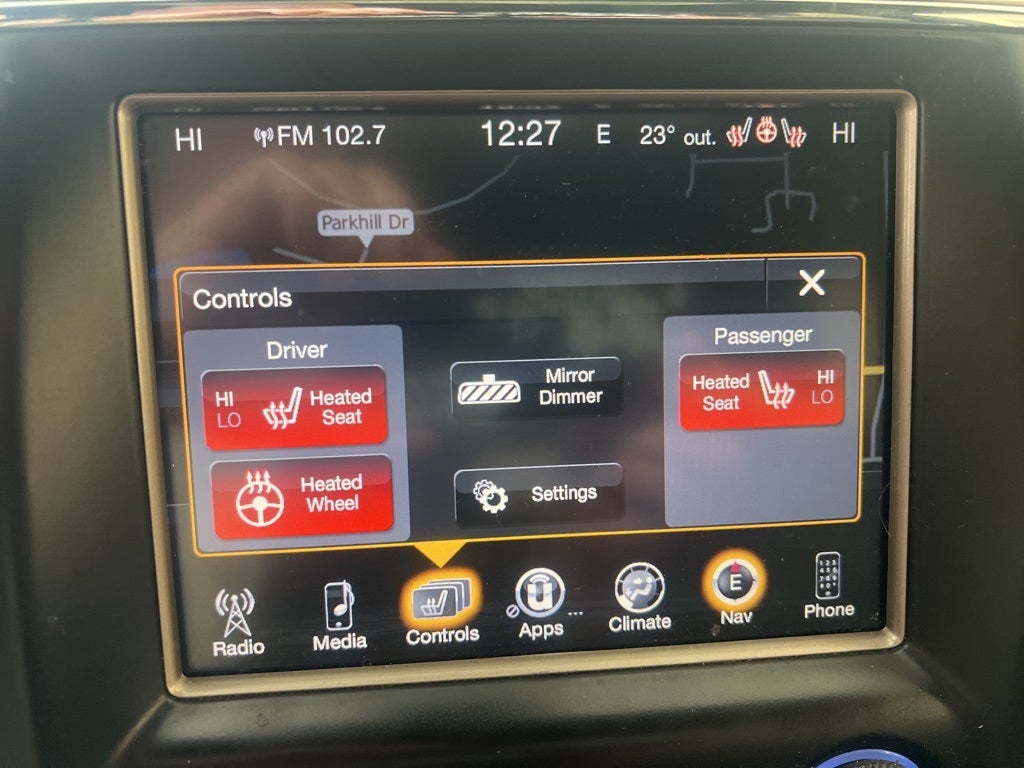 HI FM 102.7 12:27 E 23° out. HI
Parkhill Dr
Controls
Driver
HI
LO
Heated
Seat
Heated
Wheel
Mirror
Dimmer
Settings
Passenger
Heated
Seat
HI
LO
Radio
Media
Controls
u
Apps
...
Climate
E
Nav
Phone